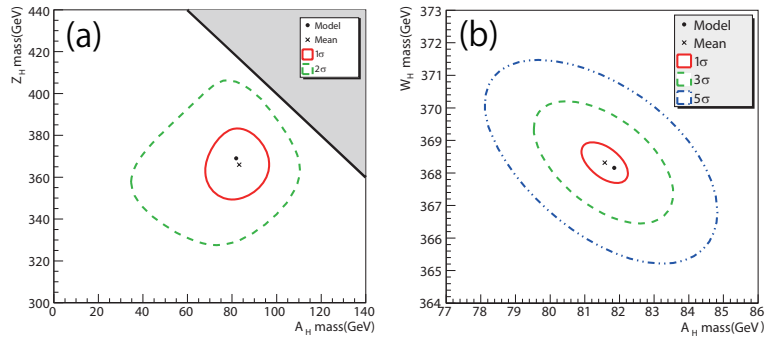 (a)
Z_H mass(GeV)
440
420
400
380
360
340
320
300
0
20
40
60
80
100
120
140
A_H mass(GeV)
Model
Mean
1σ
2σ
(b)
W_H mass(GeV)
373
372
371
370
369
368
367
366
365
364
77
78
79
80
81
82
83
84
85
86
A_H mass(GeV)
Model
Mean
1σ
3σ
5σ